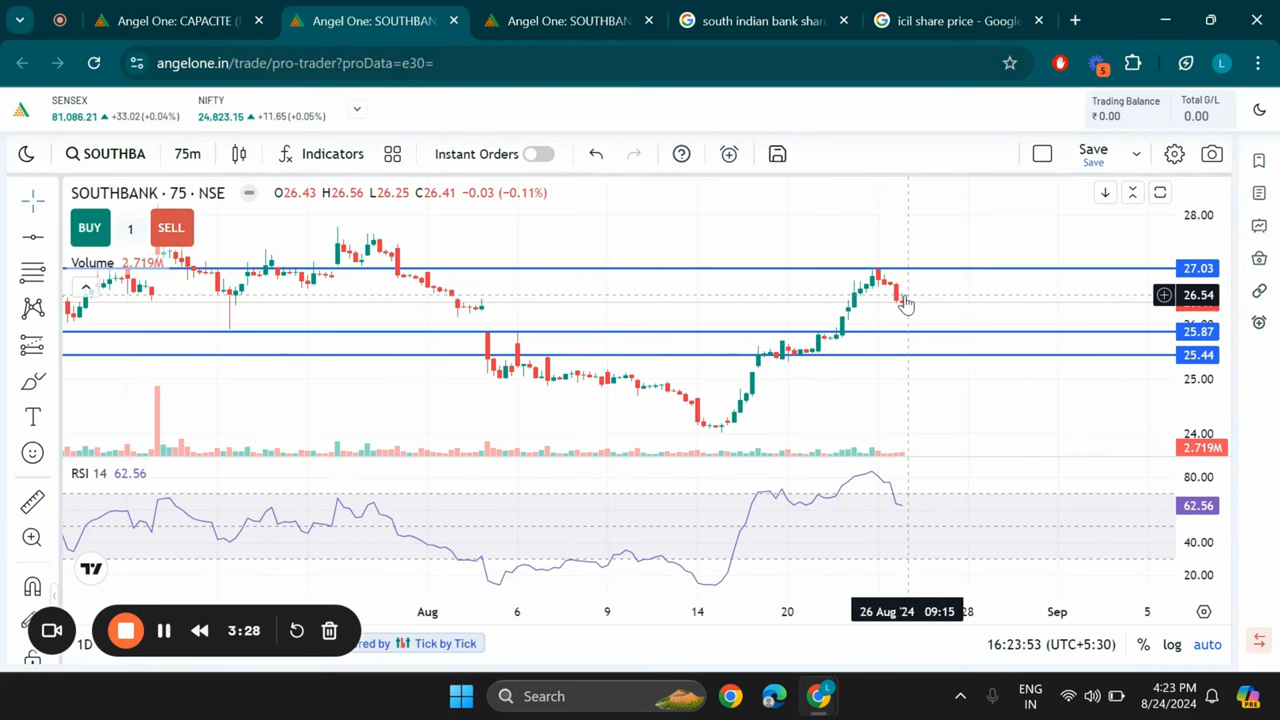 Angel One: CAPACITE (
Angel One: SOUTHBAN
Angel One: SOUTHBAN
south indian bank shar
icil share price - Google
angelone.in/trade/pro-trader?proData=e30=
5
L
SENSEX
81,086.21 +33.02 (+0.04%)
NIFTY
24,823.15 +11.65 (+0.05%)
Trading Balance
₹ 0.00
Total G/L
0.00
SOUTHBA
75m
Indicators
Instant Orders
Save
Save
SOUTHBANK · 75 · NSE
O26.43 H26.56 L26.25 C26.41 −0.03 (−0.11%)
BUY
1
SELL
Volume 2.719M
28.00
27.03
26.54
25.87
25.44
25.00
24.00
2.719M
RSI 14 62.56
80.00
62.56
40.00
20.00
Aug
6
9
14
20
26 Aug '24 09:15
28
Sep
5
3:28
1D
ed by Tick by Tick
16:23:53 (UTC+5:30)
%
log
auto
Search
L
ENG
IN
4:23 PM
8/24/2024
PRE